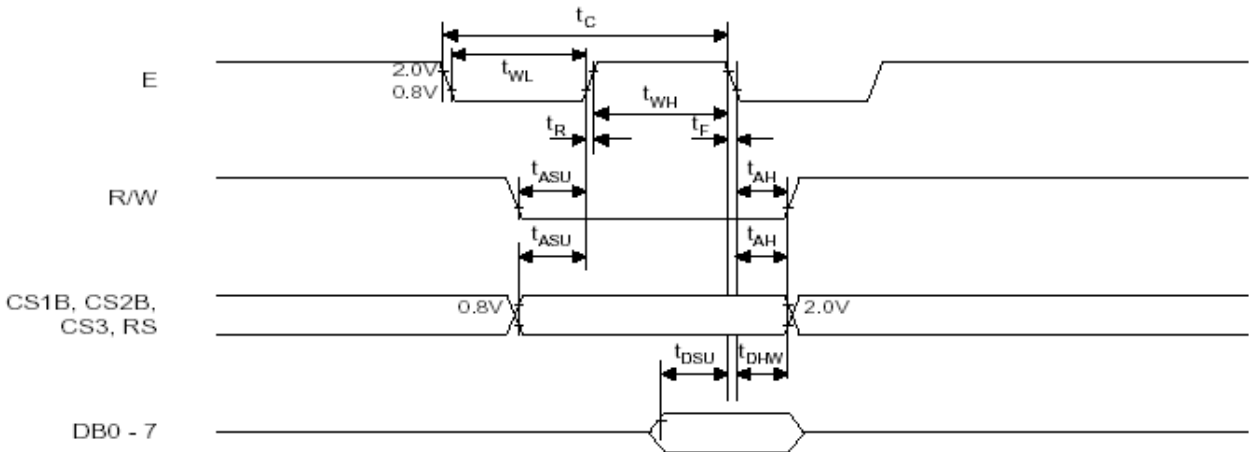 tC
E
2.0V
tWL
0.8V
tWH
tR
tF
R/W
tASU
tAH
tASU
tAH
CS1B, CS2B,
CS3, RS
0.8V
2.0V
tDSU
tDHW
DB0 - 7